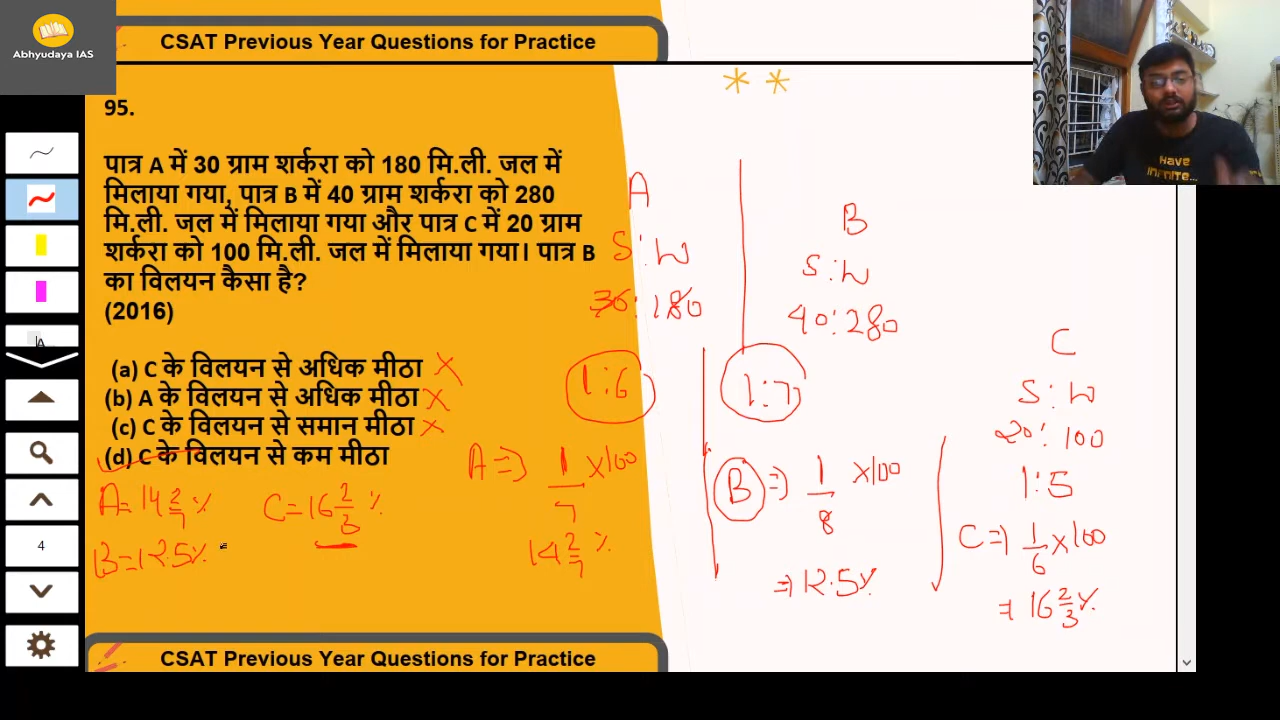 Abhyudaya IAS
CSAT Previous Year Questions for Practice
95.
पात्र A में 30 ग्राम शर्करा को 180 मि.ली. जल में
मिलाया गया, पात्र B में 40 ग्राम शर्करा को 280
मि.ली. जल में मिलाया गया और पात्र C में 20 ग्राम
शर्करा को 100 मि.ली. जल में मिलाया गया। पात्र B
का विलयन कैसा है?
(2016)
(a) C के विलयन से अधिक मीठा
(b) A के विलयन से अधिक मीठा
(c) C के विलयन से समान मीठा
(d) C के विलयन से कम मीठा
A= 14 2/7 %
C= 16 2/3 %
B=12.5%
A
S:W
30:180
1:6
A ⇒ 1/7 ×100
14 2/7 %
B
S:W
40:280
1:7
B ⇒ 1/8 ×100
⇒ 12.5%
C
S:W
20:100
1:5
C ⇒ 1/6 ×100
= 16 2/3 %
HAVE
INFINITE...
A
4
CSAT Previous Year Questions for Practice